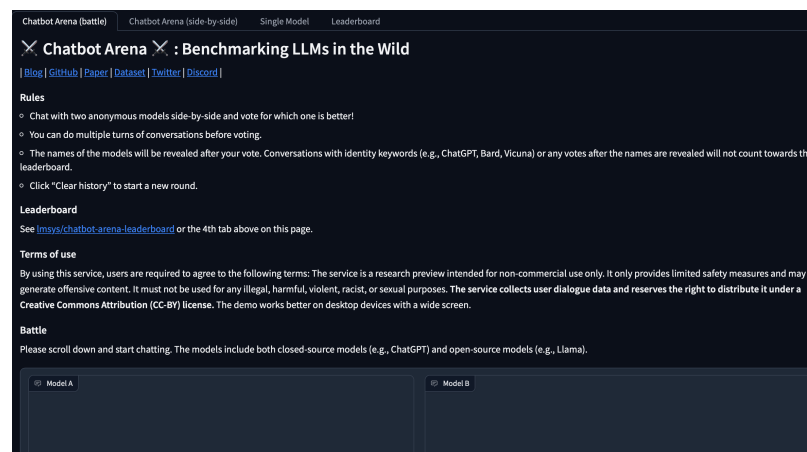 Chatbot Arena (battle) Chatbot Arena (side-by-side) Single Model Leaderboard
⚔ Chatbot Arena ⚔ : Benchmarking LLMs in the Wild
| Blog | GitHub | Paper | Dataset | Twitter | Discord |
Rules
◦ Chat with two anonymous models side-by-side and vote for which one is better!
◦ You can do multiple turns of conversations before voting.
◦ The names of the models will be revealed after your vote. Conversations with identity keywords (e.g., ChatGPT, Bard, Vicuna) or any votes after the names are revealed will not count towards th
leaderboard.
◦ Click "Clear history" to start a new round.
Leaderboard
See lmsys/chatbot-arena-leaderboard or the 4th tab above on this page.
Terms of use
By using this service, users are required to agree to the following terms: The service is a research preview intended for non-commercial use only. It only provides limited safety measures and may
generate offensive content. It must not be used for any illegal, harmful, violent, racist, or sexual purposes. The service collects user dialogue data and reserves the right to distribute it under a
Creative Commons Attribution (CC-BY) license. The demo works better on desktop devices with a wide screen.
Battle
Please scroll down and start chatting. The models include both closed-source models (e.g., ChatGPT) and open-source models (e.g., Llama).
Model A Model B